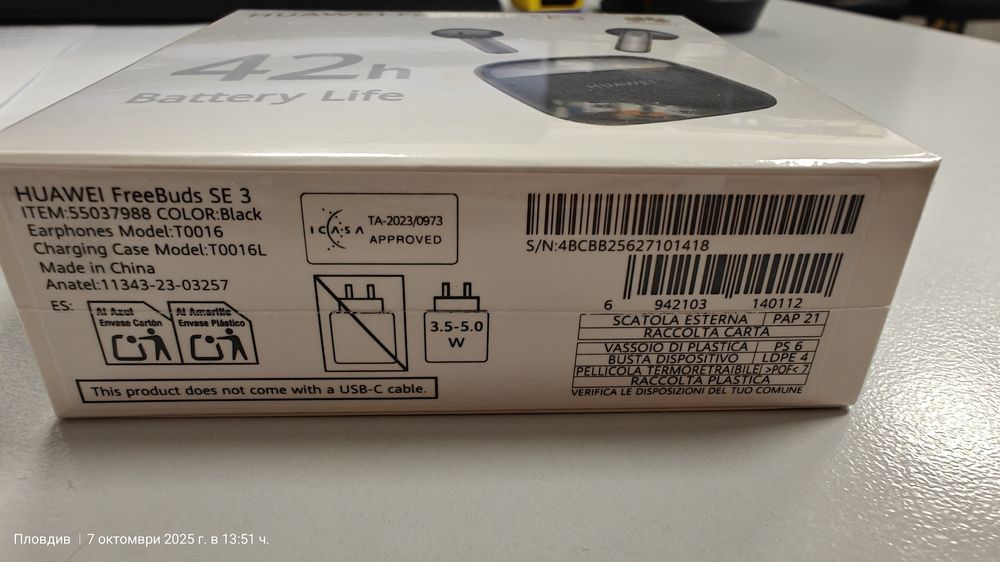 HUAWEI
42h
Battery Life
HUAWEI
HUAWEI FreeBuds SE 3
ITEM:55037988 COLOR:Black
Earphones Model:T0016
Charging Case Model:T0016L
Made in China
Anatel:11343-23-03257
ES:
Al Azul
Envase Cartón
Al Amarillo
Envase Plástico
This product does not come with a USB-C cable.
ICASA
TA-2023/0973
APPROVED
3.5-5.0
W
S/N:4BCBB25627101418
6 942103 140112
SCATOLA ESTERNA PAP 21
RACCOLTA CARTA
VASSOIO DI PLASTICA PS 6
BUSTA DISPOSITIVO LDPE 4
PELLICOLA TERMORETRAIBILE >POF< 7
RACCOLTA PLASTICA
VERIFICA LE DISPOSIZIONI DEL TUO COMUNE
Пловдив | 7 октомври 2025 г. в 13:51 ч.